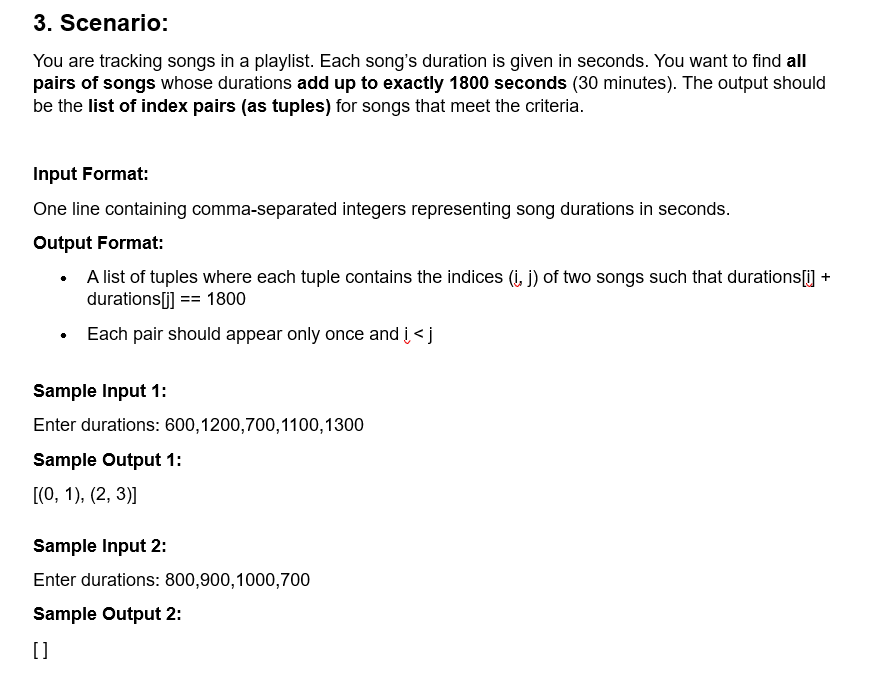 3. Scenario:
You are tracking songs in a playlist. Each song’s duration is given in seconds. You want to find all
pairs of songs whose durations add up to exactly 1800 seconds (30 minutes). The output should
be the list of index pairs (as tuples) for songs that meet the criteria.
Input Format:
One line containing comma-separated integers representing song durations in seconds.
Output Format:
• A list of tuples where each tuple contains the indices (i, j) of two songs such that durations[i] +
durations[j] == 1800
• Each pair should appear only once and i < j
Sample Input 1:
Enter durations: 600,1200,700,1100,1300
Sample Output 1:
[(0, 1), (2, 3)]
Sample Input 2:
Enter durations: 800,900,1000,700
Sample Output 2:
[ ]